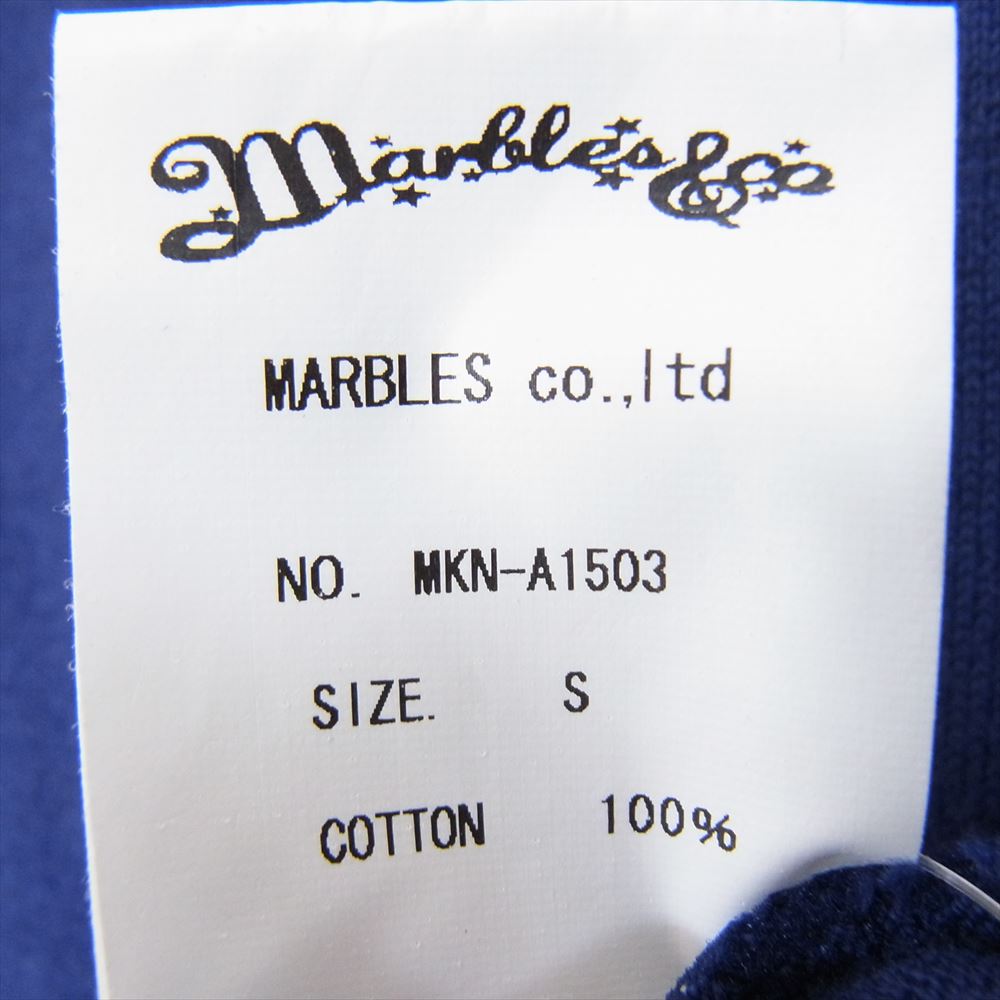 Marbles&co
MARBLES co.,ltd
NO. MKN-A1503
SIZE. S
COTTON 100%